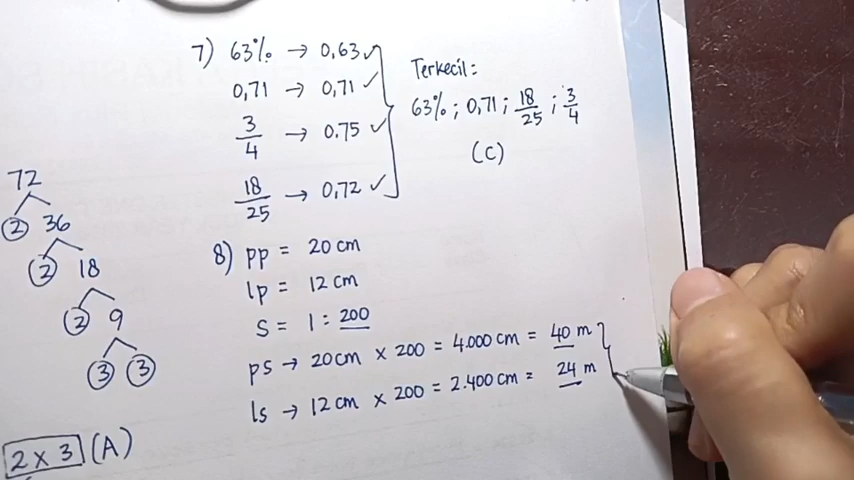 72
2 36
2 18
2 9
3 3
2 x 3 (A)
7) 63% → 0,63 ✓
0,71 → 0,71 ✓
3/4 → 0,75 ✓
18/25 → 0,72 ✓
Terkecil :
63% ; 0,71 ; 18/25 ; 3/4
(C)
8) pp = 20 cm
lp = 12 cm
S = 1 : 200
ps → 20 cm x 200 = 4.000 cm = 40 m
ls → 12 cm x 200 = 2.400 cm = 24 m